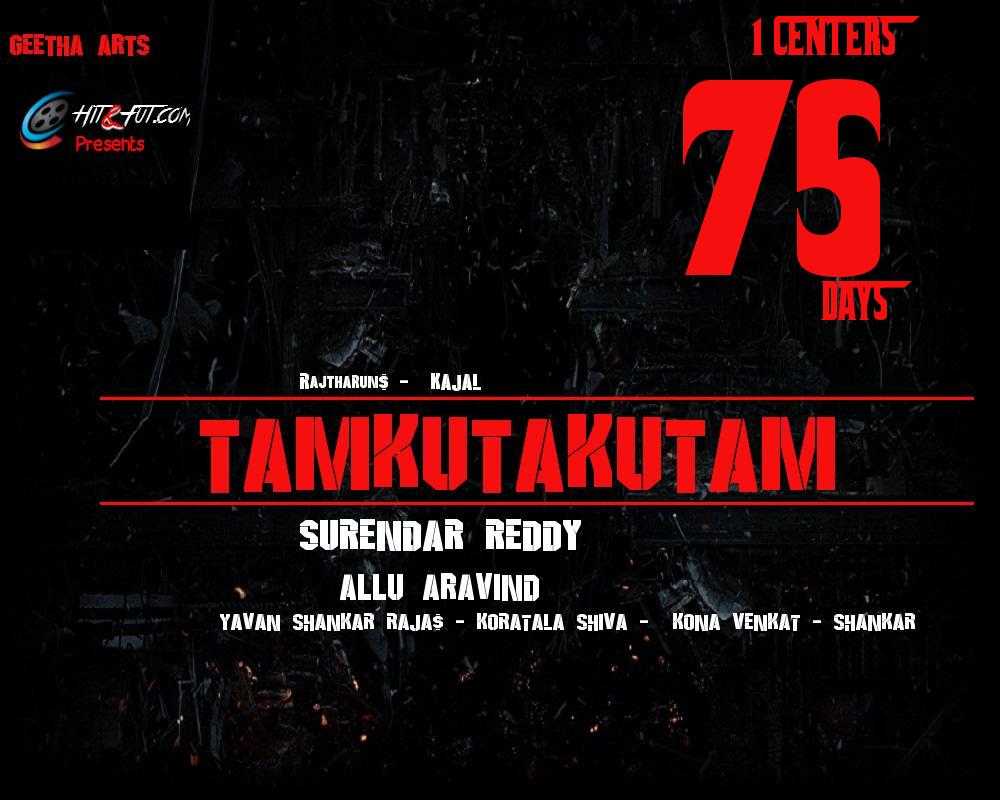 GEETHA ARTS
1 CENTERS
HIT&FUT.COM
Presents
75
DAYS
RAJTHARUN$ - KAJAL
TAMKUTAKUTAM
SURENDAR REDDY
ALLU ARAVIND
YAVAN SHANKAR RAJA$ - KORATALA SHIVA - KONA VENKAT - SHANKAR